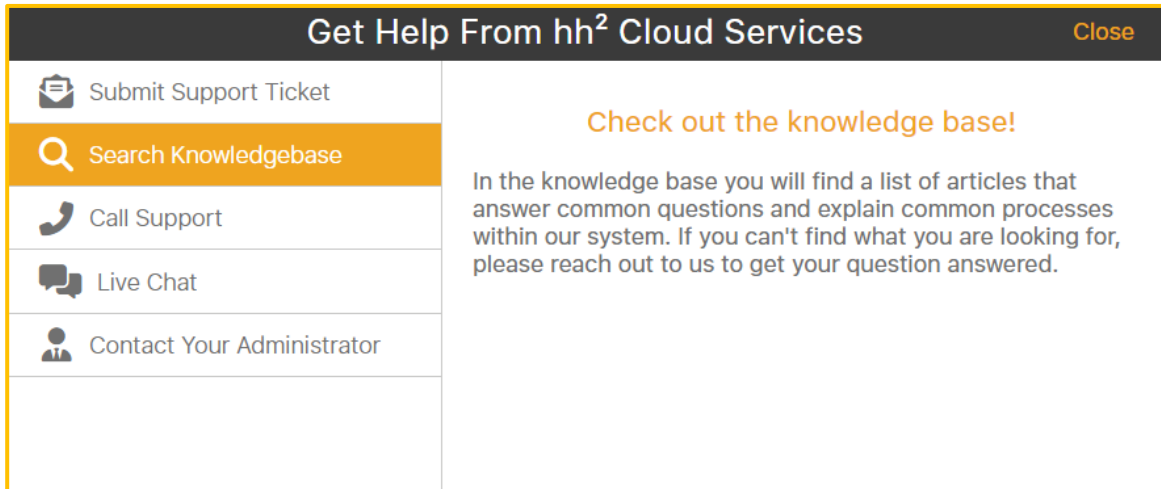 Get Help From hh² Cloud Services
Close
Submit Support Ticket
Search Knowledgebase
Call Support
Live Chat
Contact Your Administrator
Check out the knowledge base!
In the knowledge base you will find a list of articles that
answer common questions and explain common processes
within our system. If you can't find what you are looking for,
please reach out to us to get your question answered.